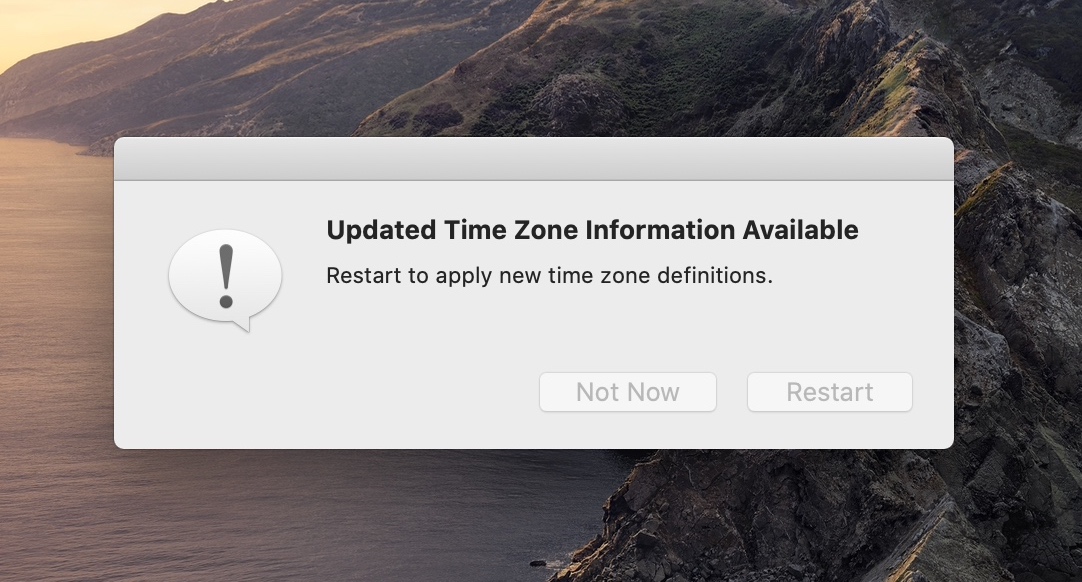 Updated Time Zone Information Available
Restart to apply new time zone definitions.
Not Now
Restart